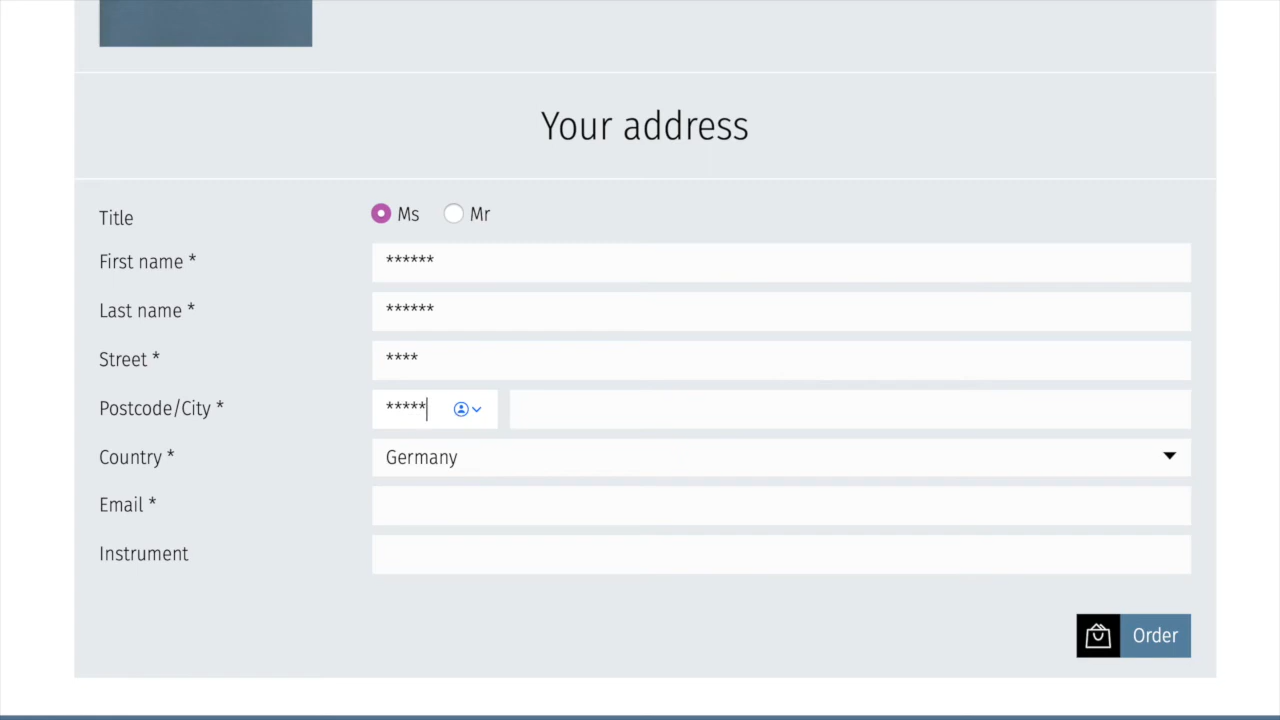 Your address
Title Ms Mr
First name * ******
Last name * ******
Street * ****
Postcode/City * *****
Country * Germany
Email *
Instrument
Order